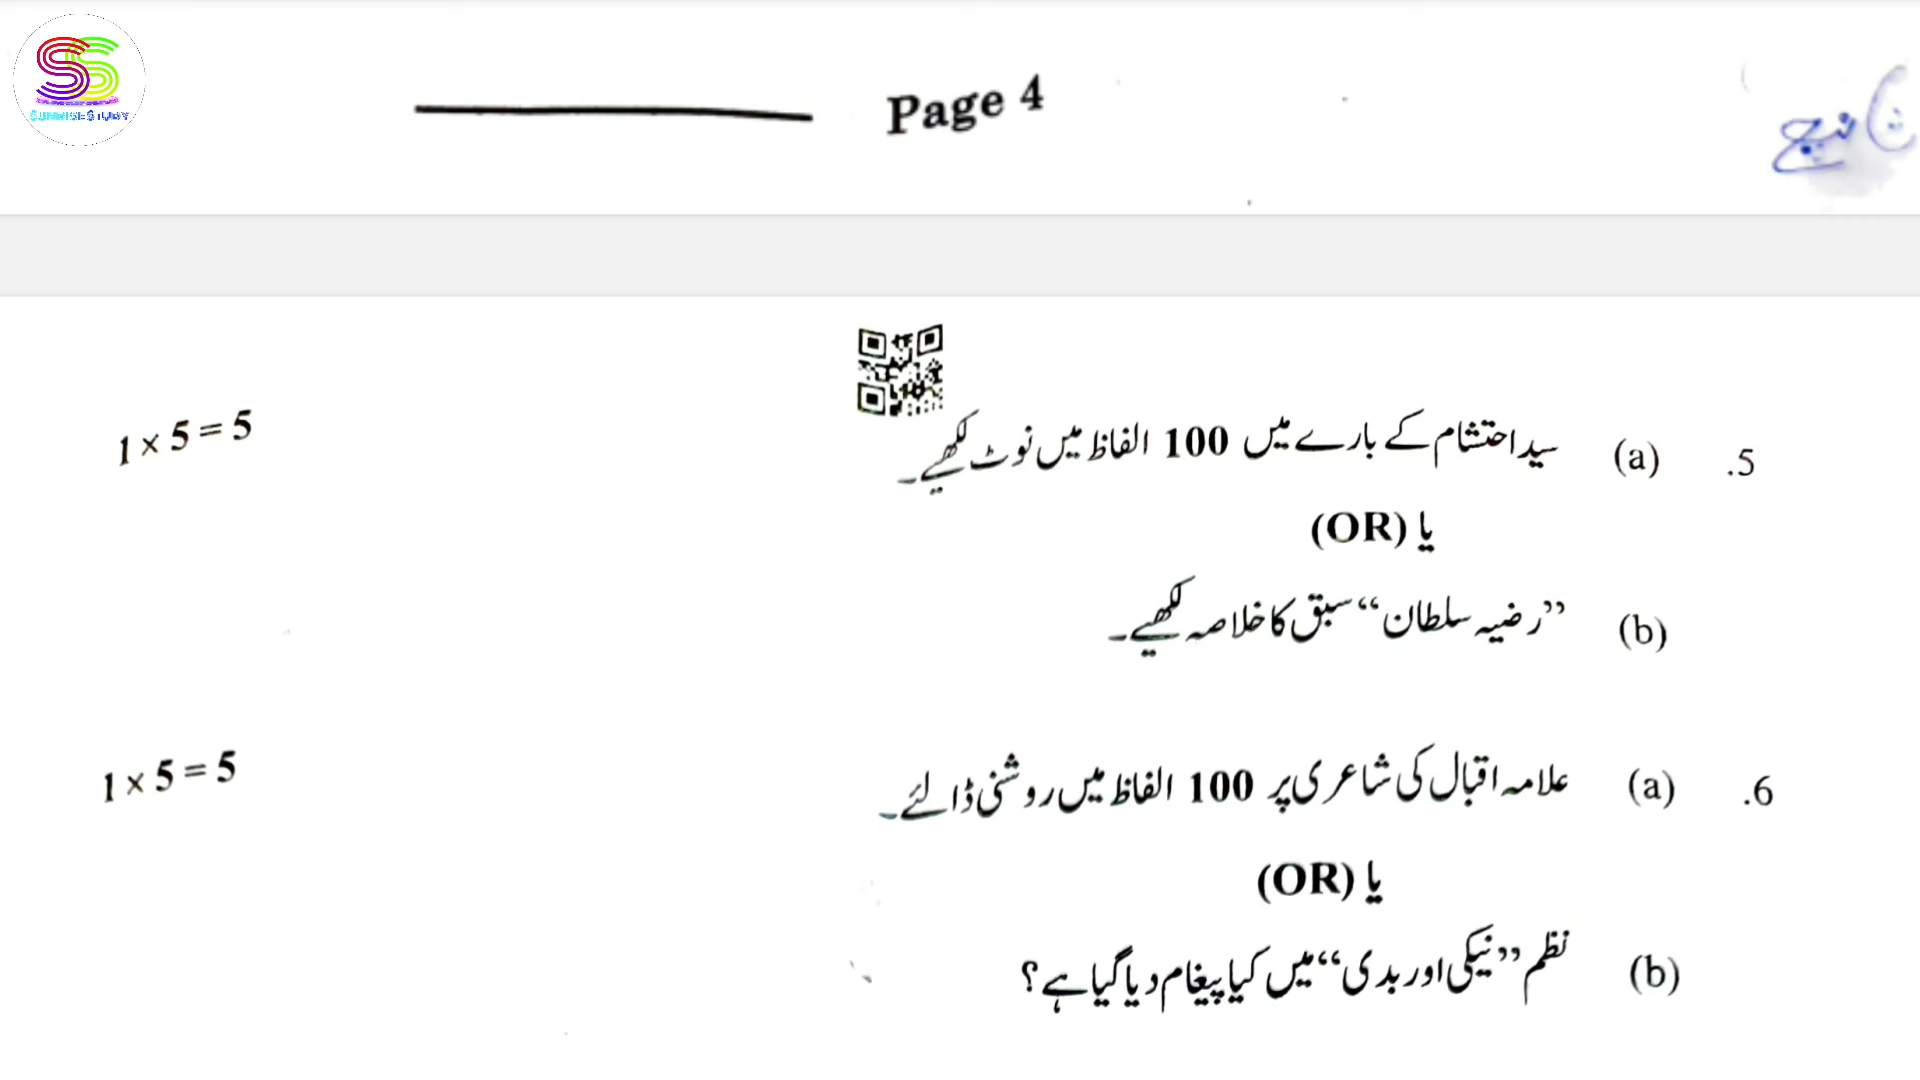 SUNRISESTUDY
Page 4
5. (a) سید احتشام کے بارے میں 100 الفاظ میں نوٹ لکھیے۔ 1 × 5 = 5
یا (OR)
(b) ”رضیہ سلطان“ سبق کا خلاصہ لکھیے۔
6. (a) علامہ اقبال کی شاعری پر 100 الفاظ میں روشنی ڈالئے۔ 1 × 5 = 5
یا (OR)
(b) نظم ”نیکی اور بدی“ میں کیا پیغام دیا گیا ہے؟